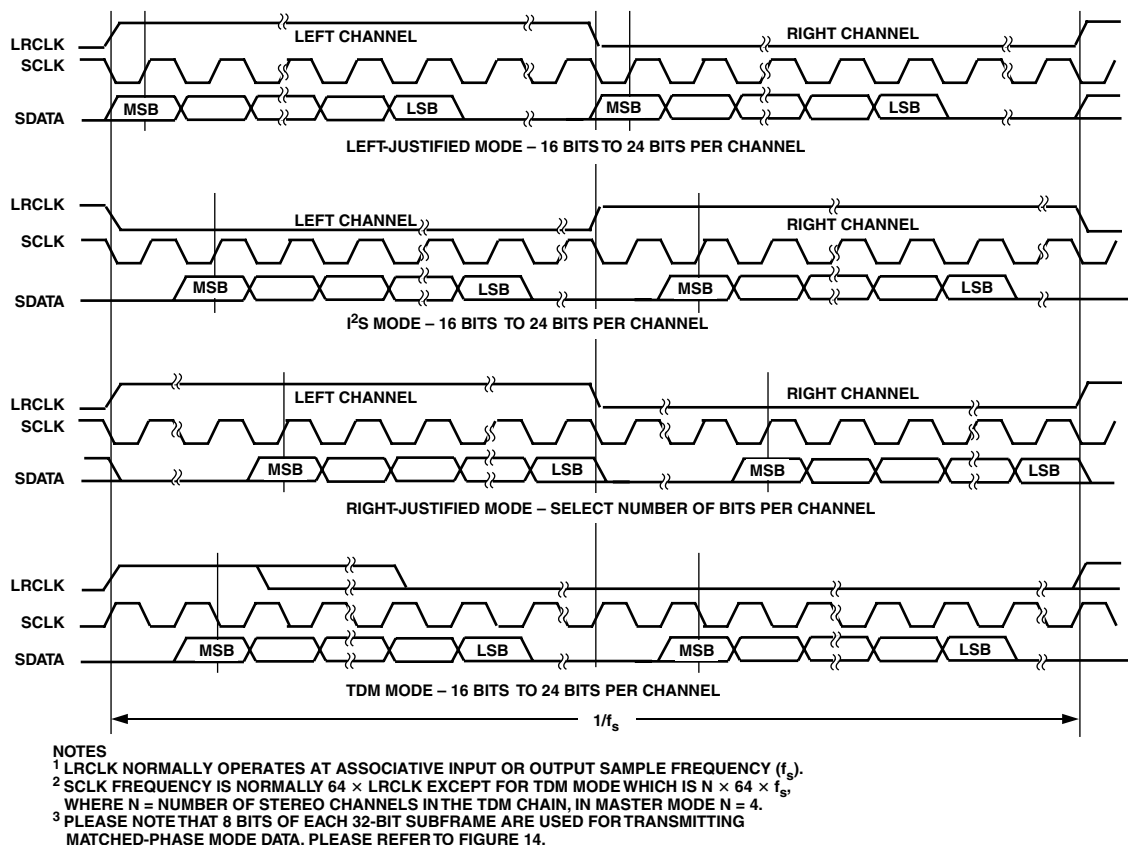 LRCLK
LEFT CHANNEL
RIGHT CHANNEL
SCLK
SDATA
MSB
LSB
MSB
LSB
LEFT-JUSTIFIED MODE – 16 BITS TO 24 BITS PER CHANNEL
LRCLK
LEFT CHANNEL
RIGHT CHANNEL
SCLK
SDATA
MSB
LSB
MSB
LSB
I²S MODE – 16 BITS TO 24 BITS PER CHANNEL
LRCLK
LEFT CHANNEL
RIGHT CHANNEL
SCLK
SDATA
MSB
LSB
MSB
LSB
RIGHT-JUSTIFIED MODE – SELECT NUMBER OF BITS PER CHANNEL
LRCLK
SCLK
SDATA
MSB
LSB
MSB
LSB
TDM MODE – 16 BITS TO 24 BITS PER CHANNEL
1/fs
NOTES
¹ LRCLK NORMALLY OPERATES AT ASSOCIATIVE INPUT OR OUTPUT SAMPLE FREQUENCY (fs).
² SCLK FREQUENCY IS NORMALLY 64 × LRCLK EXCEPT FOR TDM MODE WHICH IS N × 64 × fs,
WHERE N = NUMBER OF STEREO CHANNELS IN THE TDM CHAIN, IN MASTER MODE N = 4.
³ PLEASE NOTE THAT 8 BITS OF EACH 32-BIT SUBFRAME ARE USED FOR TRANSMITTING
MATCHED-PHASE MODE DATA. PLEASE REFER TO FIGURE 14.